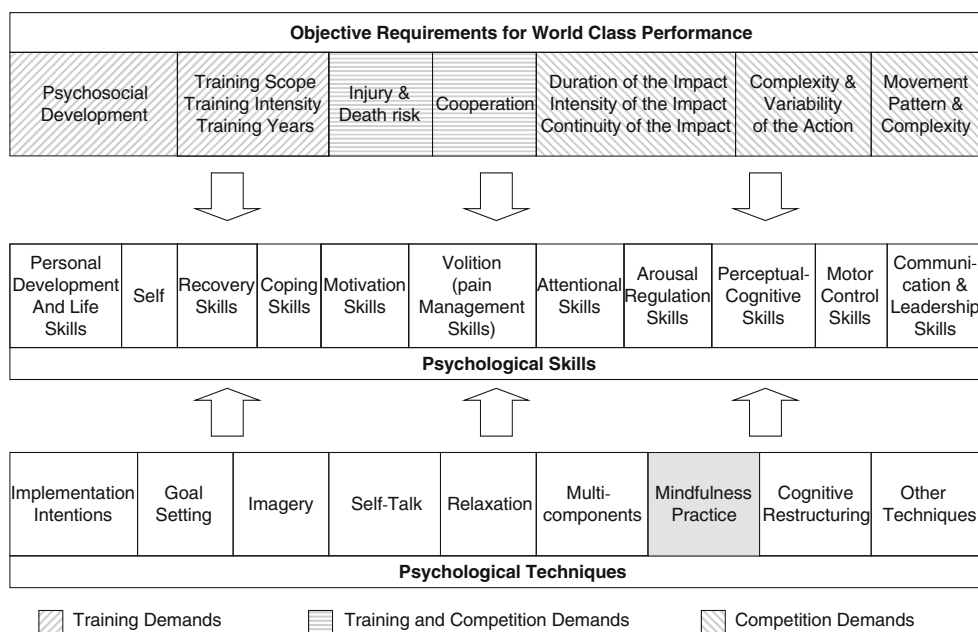 Objective Requirements for World Class Performance
Psychosocial
Development
Training Scope
Training Intensity
Training Years
Injury &
Death risk
Cooperation
Duration of the Impact
Intensity of the Impact
Continuity of the Impact
Complexity &
Variability
of the Action
Movement
Pattern &
Complexity
Personal
Development
And Life
Skills
Self
Recovery
Skills
Coping
Skills
Motivation
Skills
Volition
(pain
Management
Skills)
Attentional
Skills
Arousal
Regulation
Skills
Perceptual-
Cognitive
Skills
Motor
Control
Skills
Communi-
cation &
Leadership
Skills
Psychological Skills
Implementation
Intentions
Goal
Setting
Imagery
Self-Talk
Relaxation
Multi-
components
Mindfulness
Practice
Cognitive
Restructuring
Other
Techniques
Psychological Techniques
Training Demands
Training and Competition Demands
Competition Demands